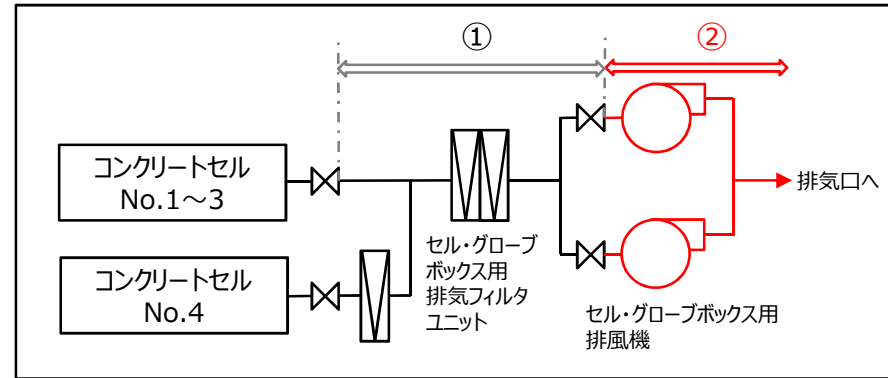 ①
②
コンクリートセル
No.1～3
排気口へ
セル・グローブ
ボックス用
排気フィルタ
ユニット
コンクリートセル
No.4
セル・グローブボックス用
排風機